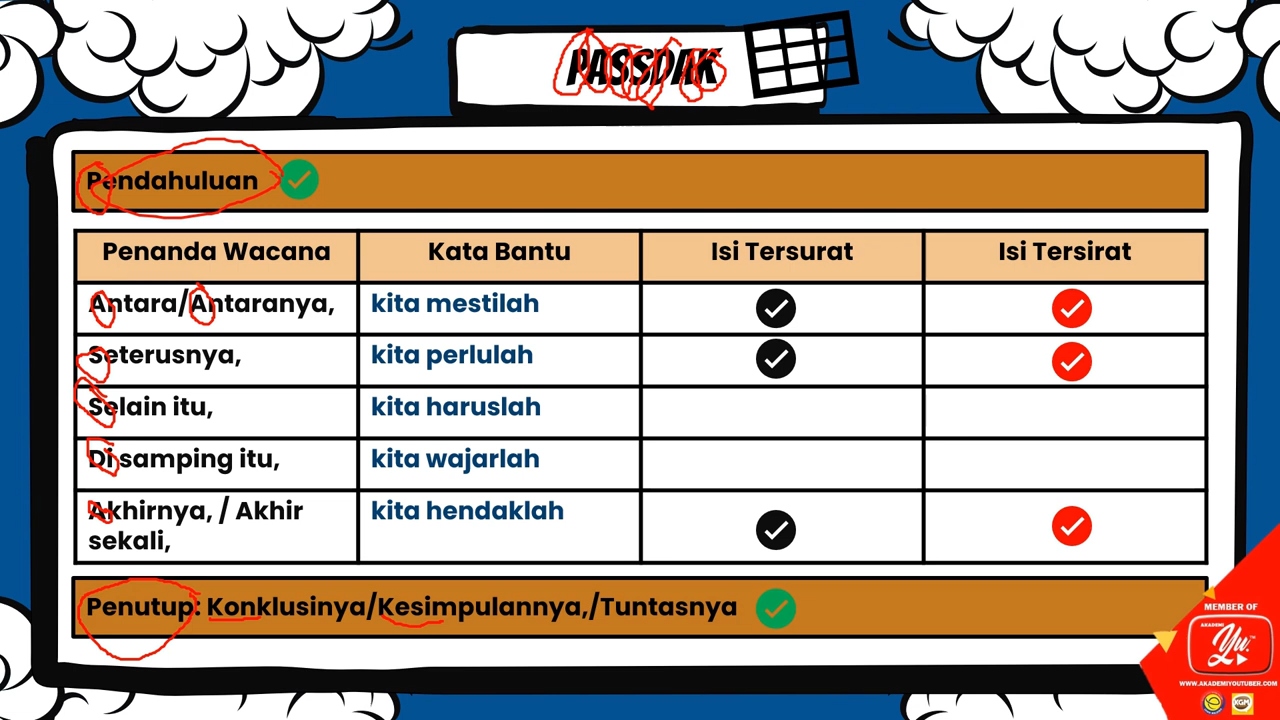 PASSDAK
Pendahuluan
Penanda Wacana
Kata Bantu
Isi Tersurat
Isi Tersirat
Antara/Antaranya,
kita mestilah
Seterusnya,
kita perlulah
Selain itu,
kita haruslah
Di samping itu,
kita wajarlah
Akhirnya, / Akhir
sekali,
kita hendaklah
Penutup: Konklusinya/Kesimpulannya,/Tuntasnya
MEMBER OF
AKADEMI
Yu.
WWW.AKADEMIYOUTUBER.COM
XGM